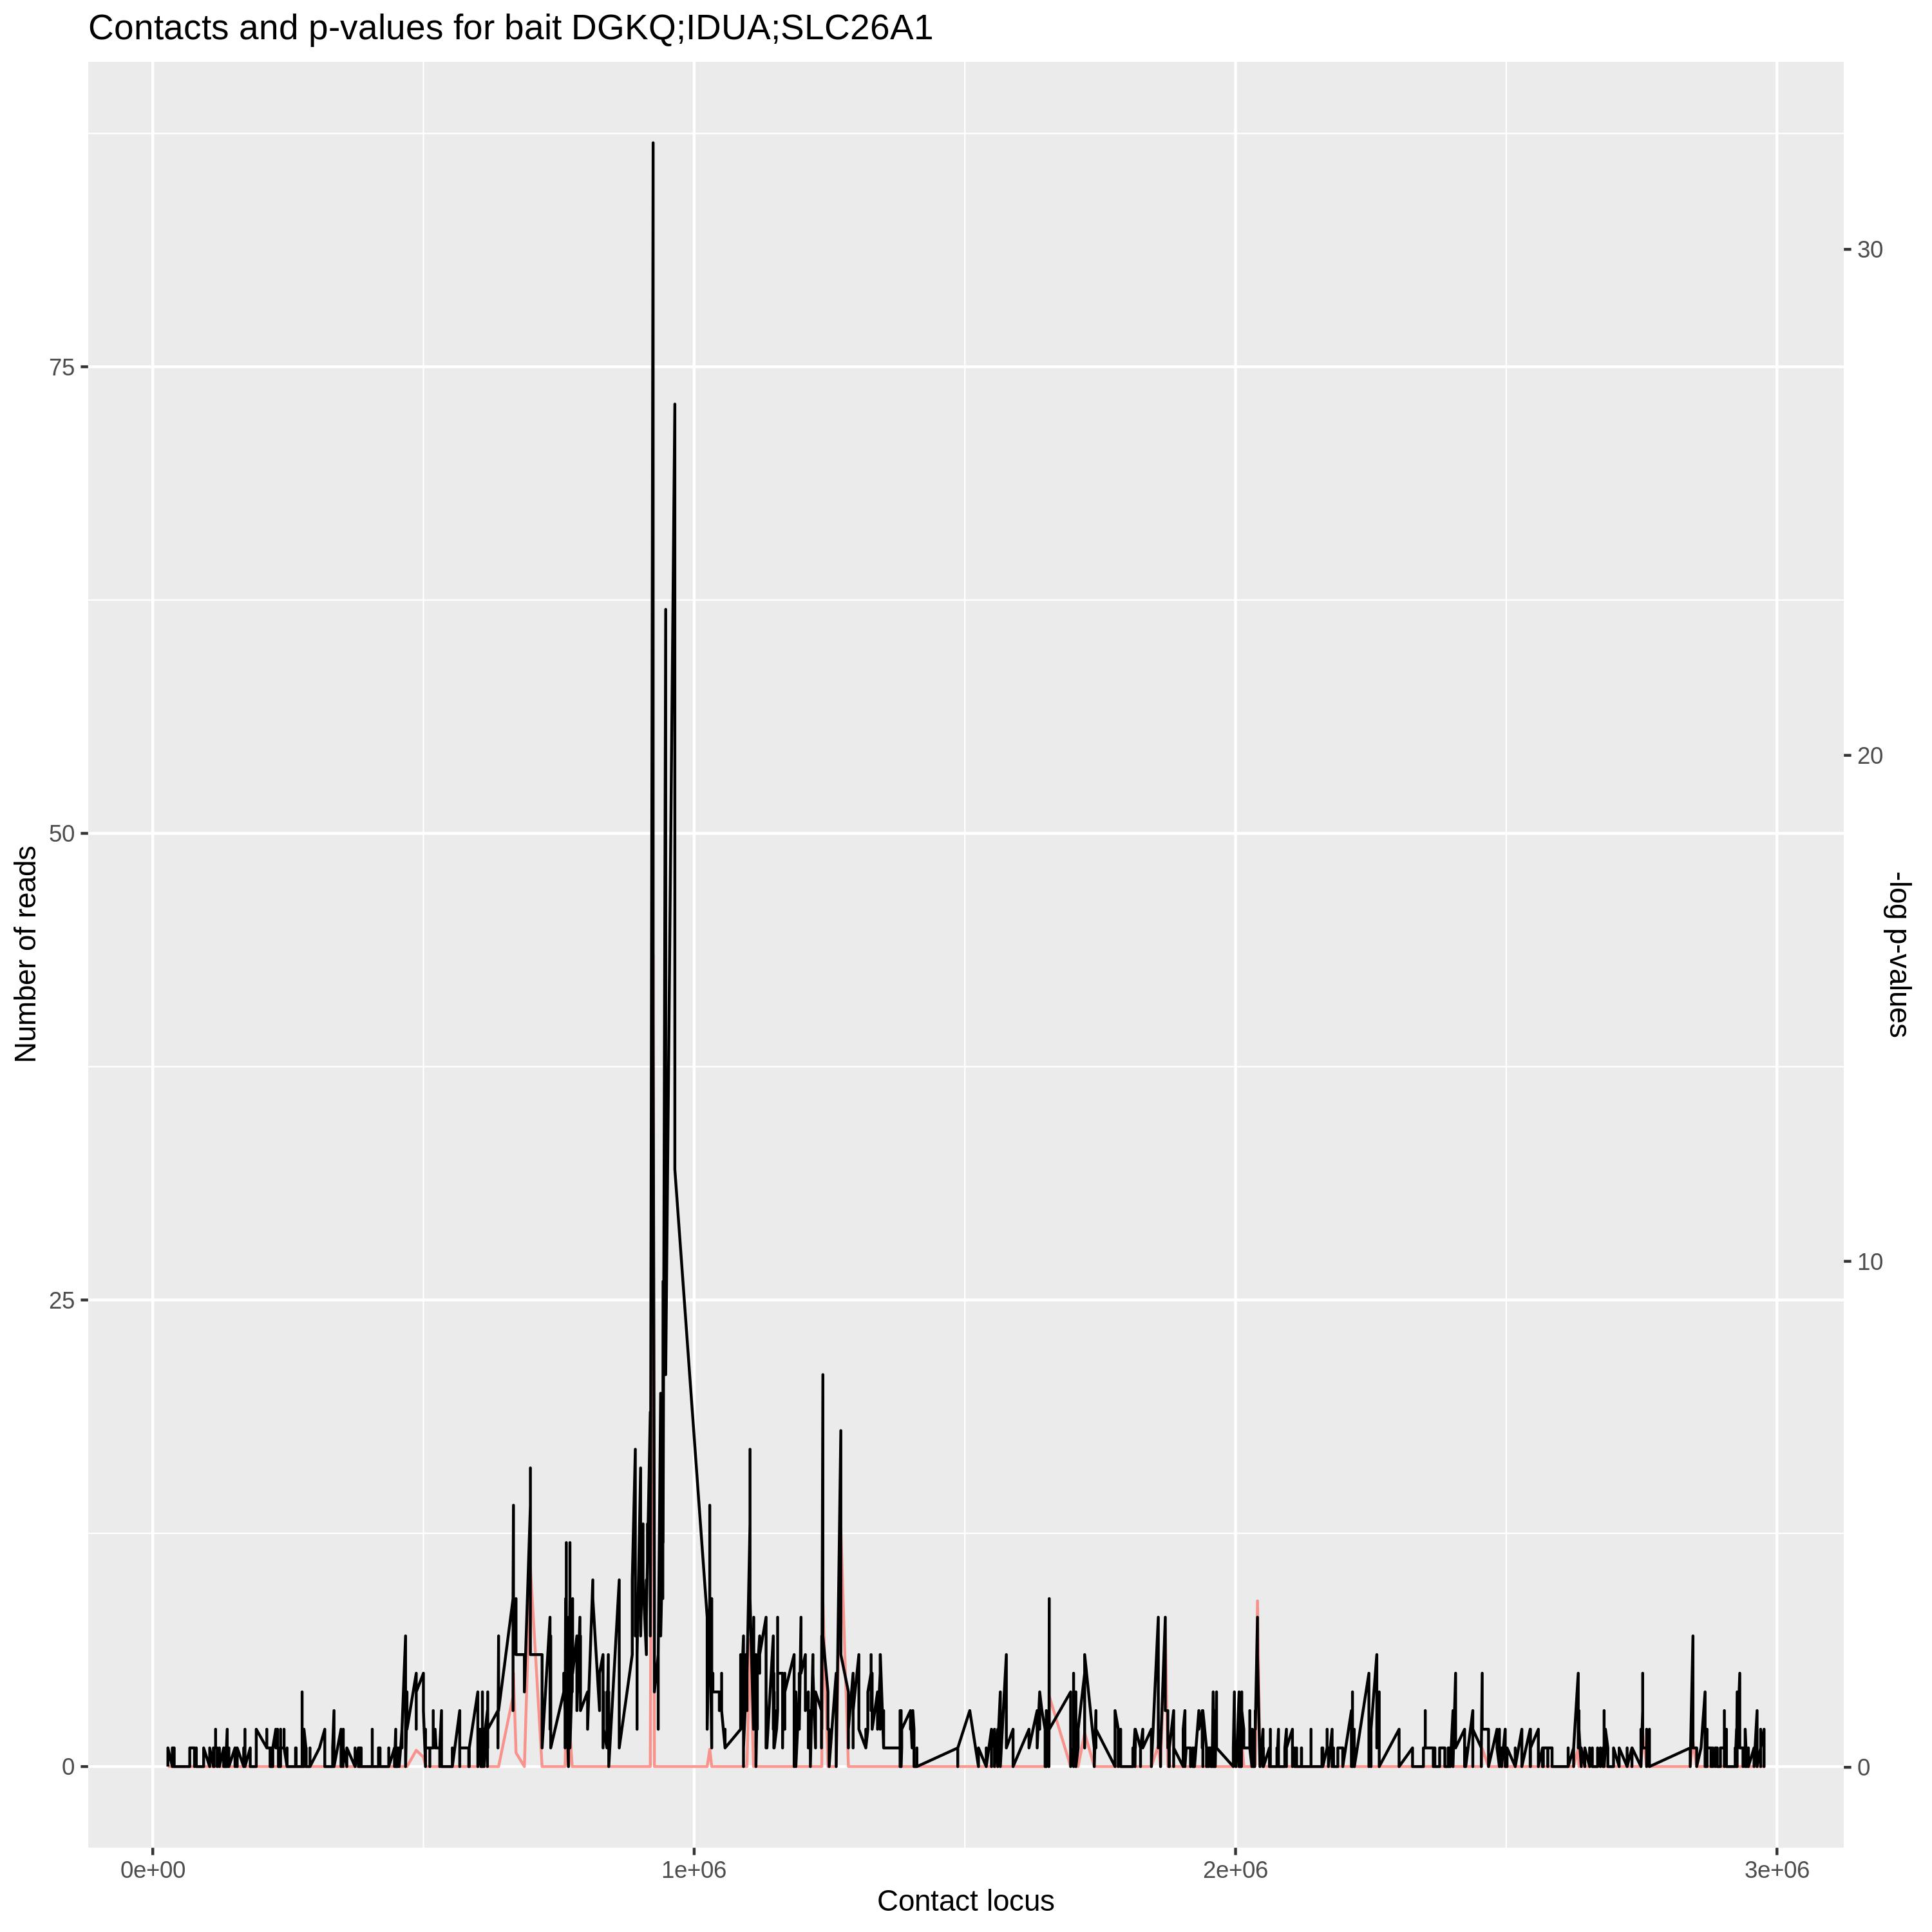 Contacts and p-values for bait DGKQ;IDUA;SLC26A1
75
50
25
0
Number of reads
30
20
10
0
-log p-values
0e+00
1e+06
2e+06
3e+06
Contact locus